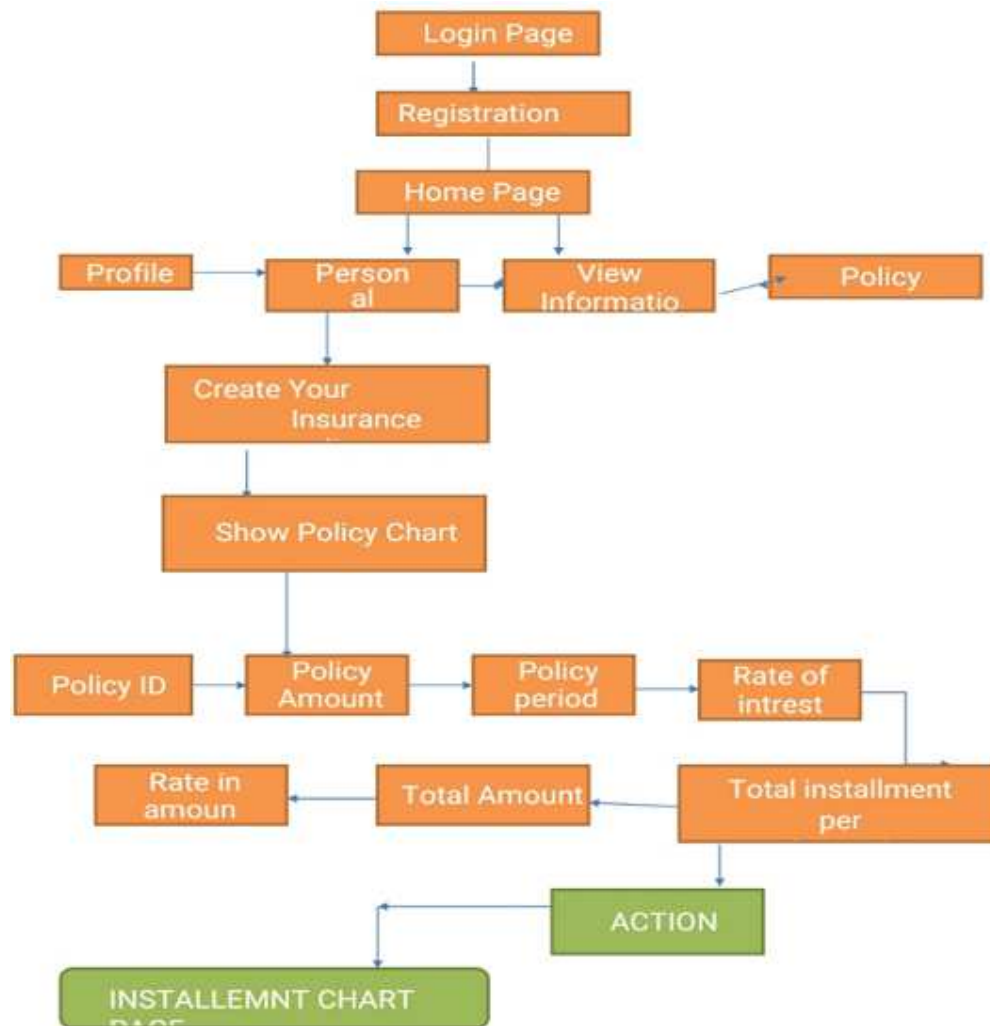 Login Page
Registration
Home Page
Profile
Person
al
View
Informatio
Policy
Create Your
Insurance
Show Policy Chart
Policy ID
Policy
Amount
Policy
period
Rate of
intrest
Rate in
amoun
Total Amount
Total installment
per
ACTION
INSTALLEMNT CHART
PAGE